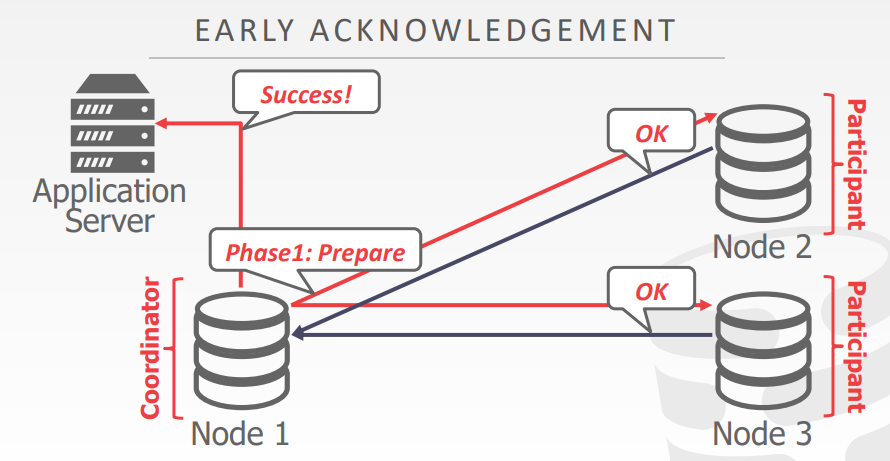 EARLY ACKNOWLEDGEMENT
Success!
OK
Participant
Application
Server
Node 2
Phase1: Prepare
OK
Coordinator
Participant
Node 1
Node 3